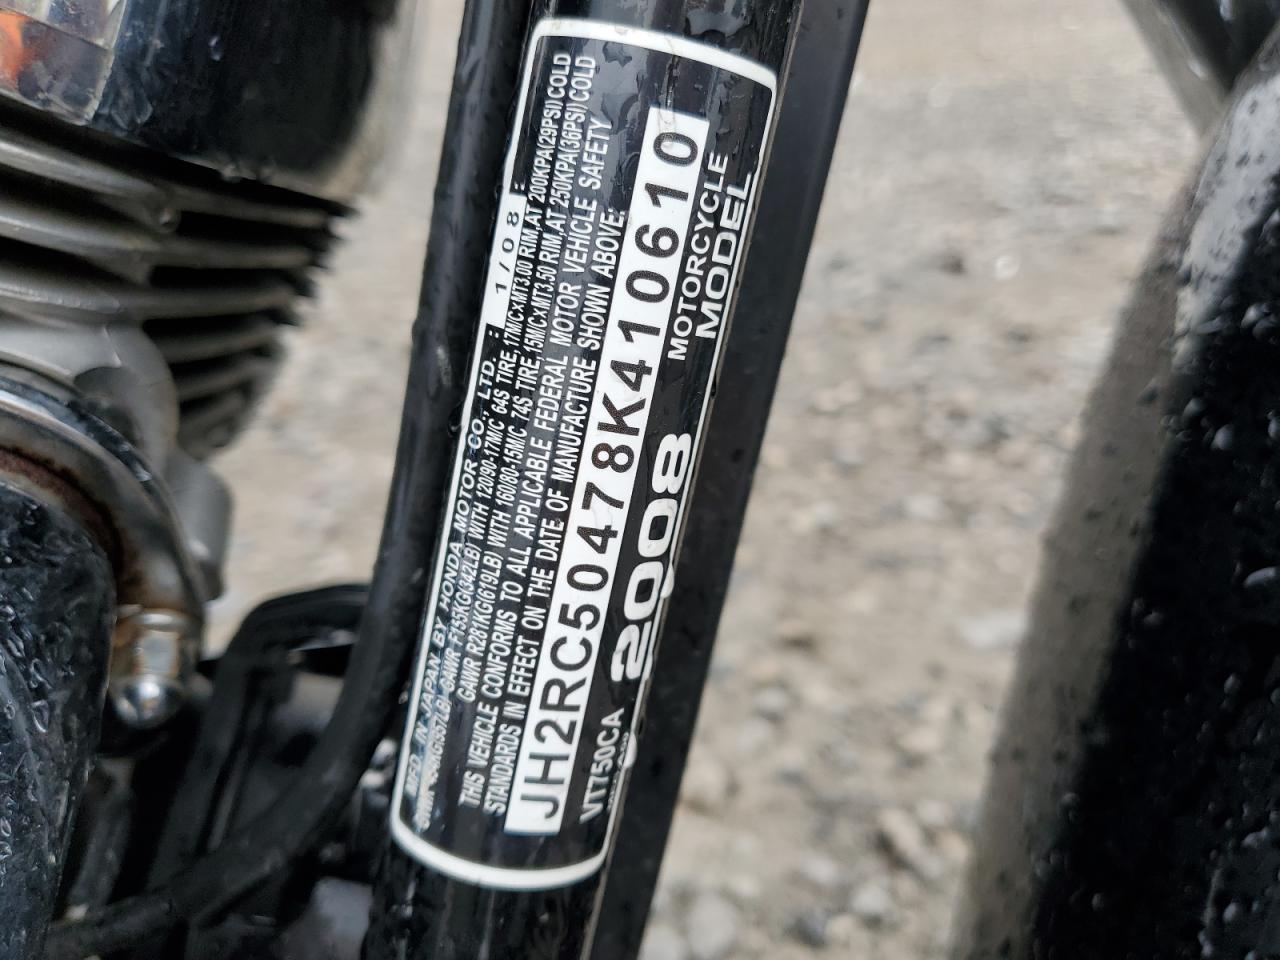 MFD. IN JAPAN BY HONDA MOTOR CO., LTD. : 1/08 :
GAWR F155KG(342LB) WITH 120/90-17M/C 64S TIRE,17M/CxMT3.00 RIM,AT 200KPA(29PSI)COLD
GAWR R281KG(619LB) WITH 160/80-15M/C 74S TIRE,15M/CxMT3.50 RIM,AT 250KPA(36PSI)COLD
THIS VEHICLE CONFORMS TO ALL APPLICABLE FEDERAL MOTOR VEHICLE SAFETY
STANDARDS IN EFFECT ON THE DATE OF MANUFACTURE SHOWN ABOVE.
JH2RC50478K410610
VT750CA MOTORCYCLE
2008 MODEL